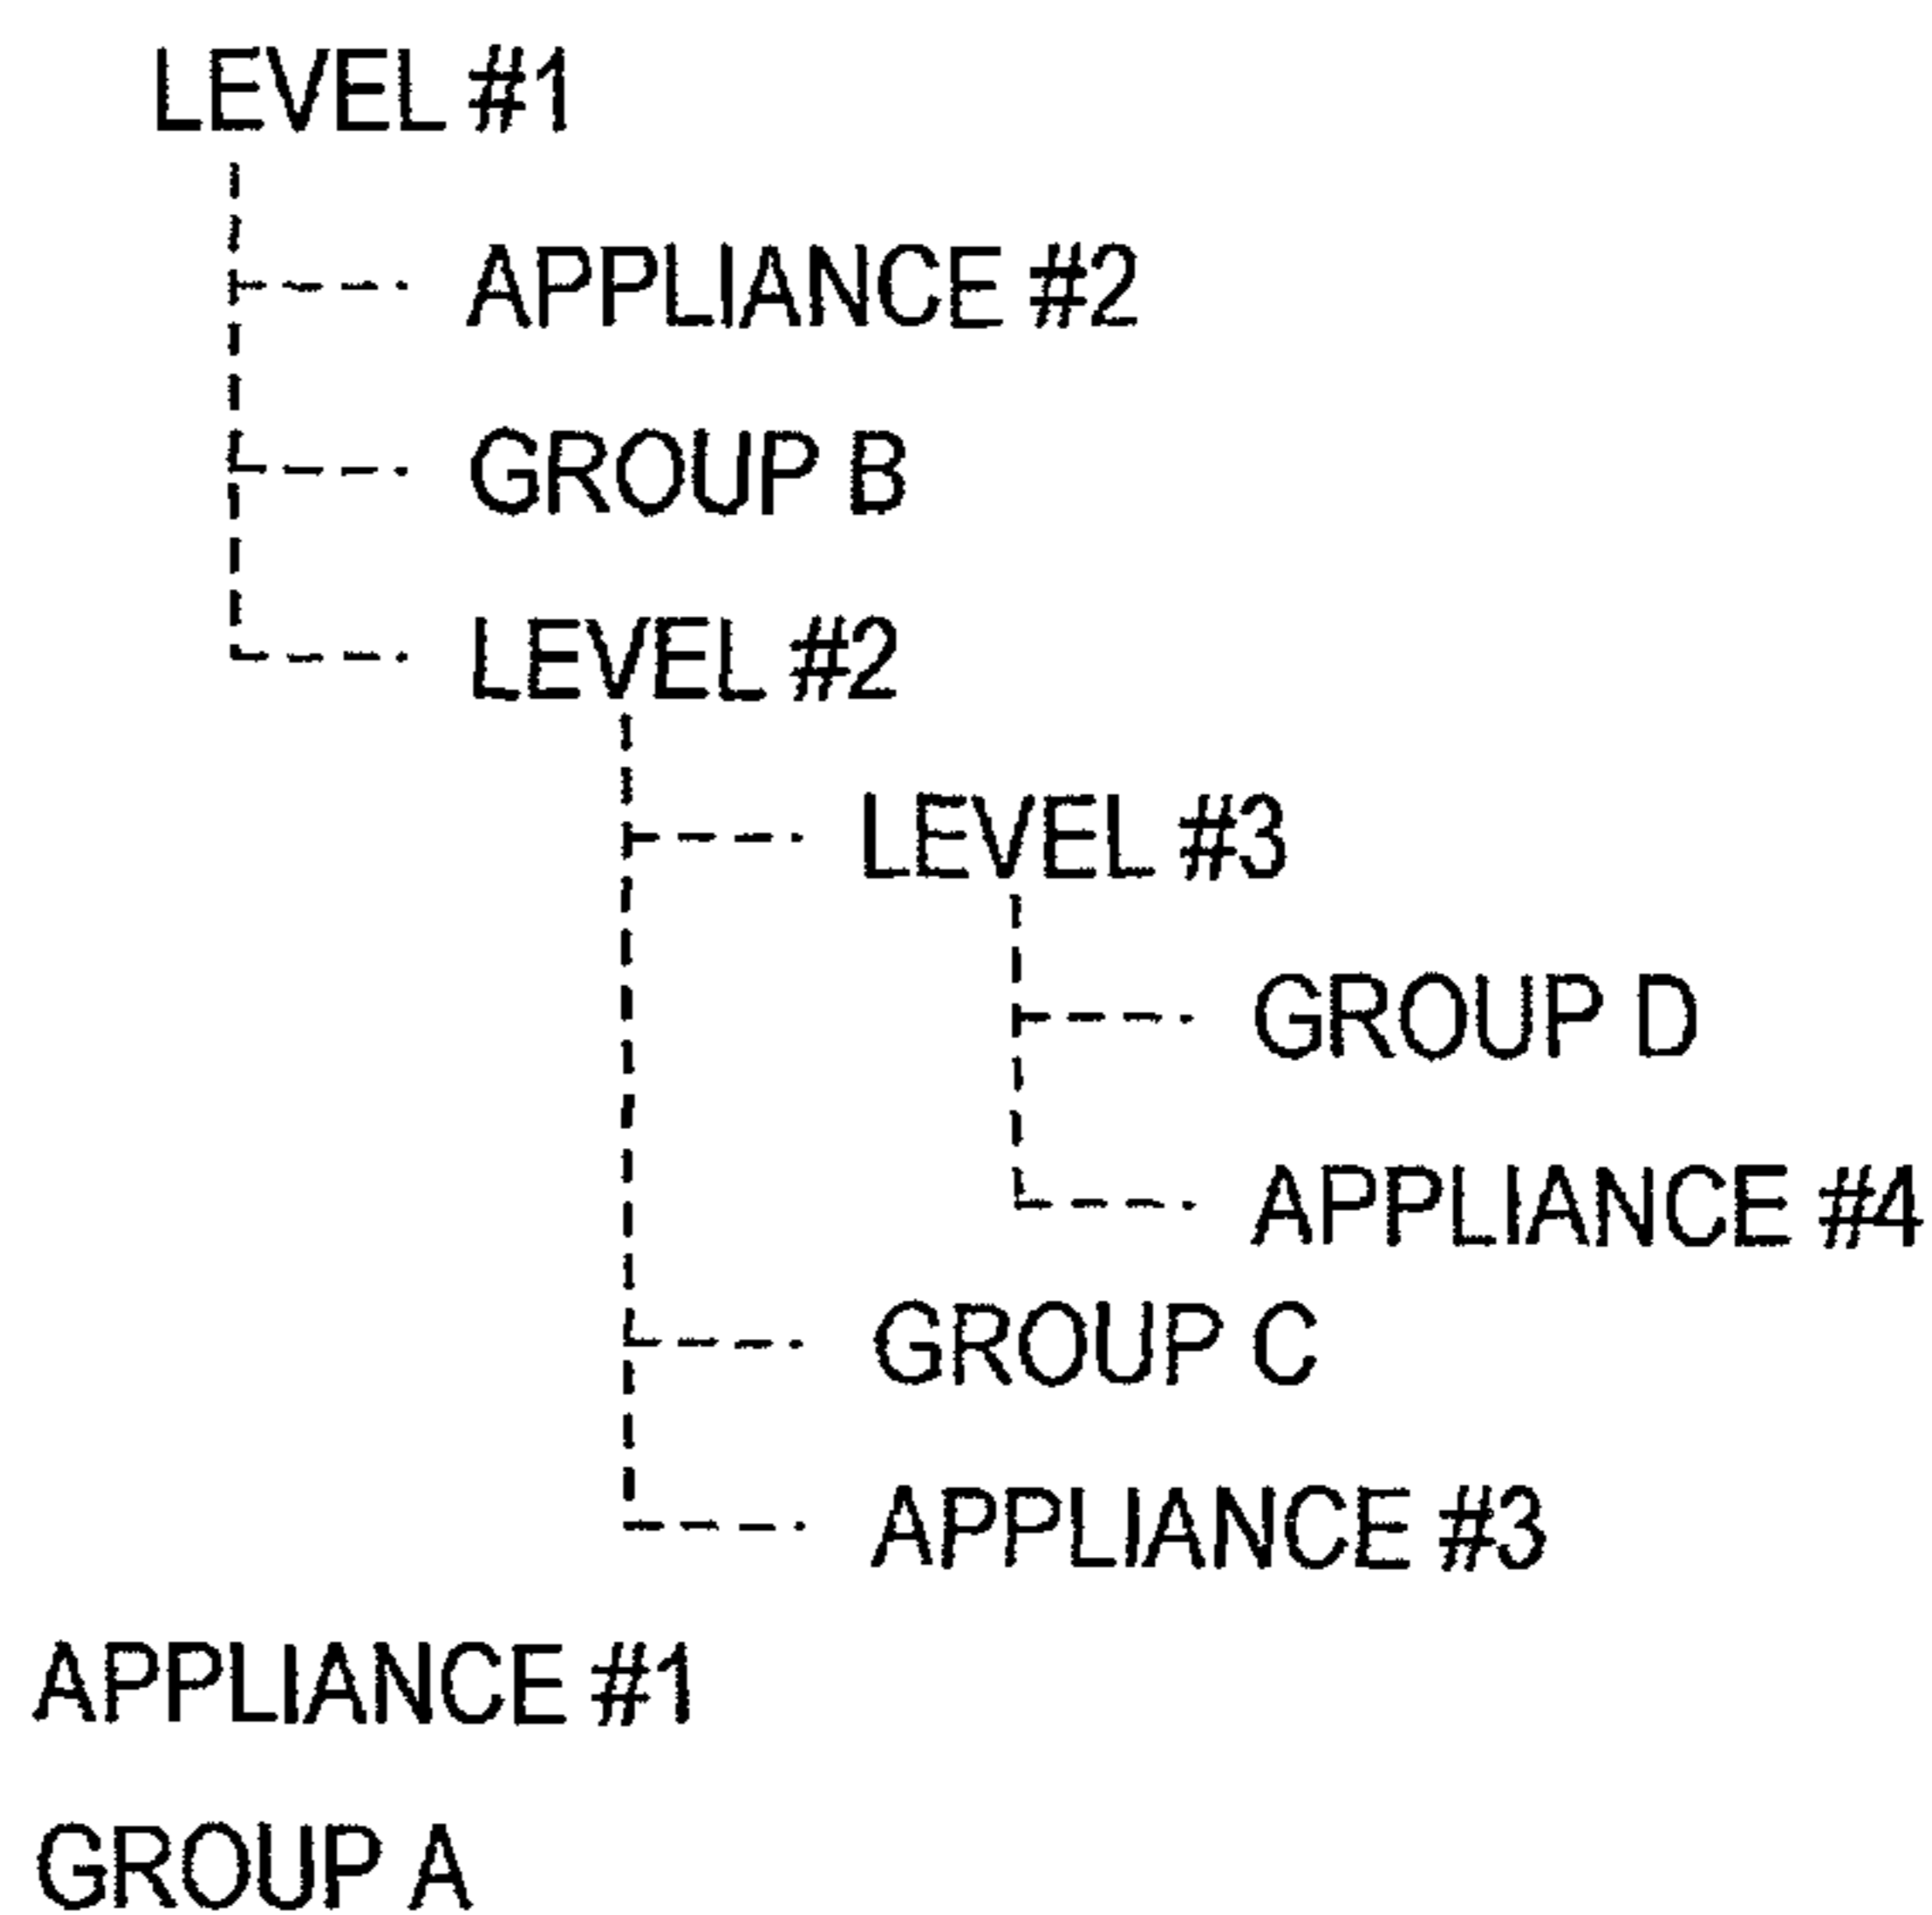 LEVEL #1
APPLIANCE #2
GROUP B
LEVEL #2
LEVEL #3
GROUP D
APPLIANCE #4
GROUP C
APPLIANCE #3
APPLIANCE #1
GROUP A